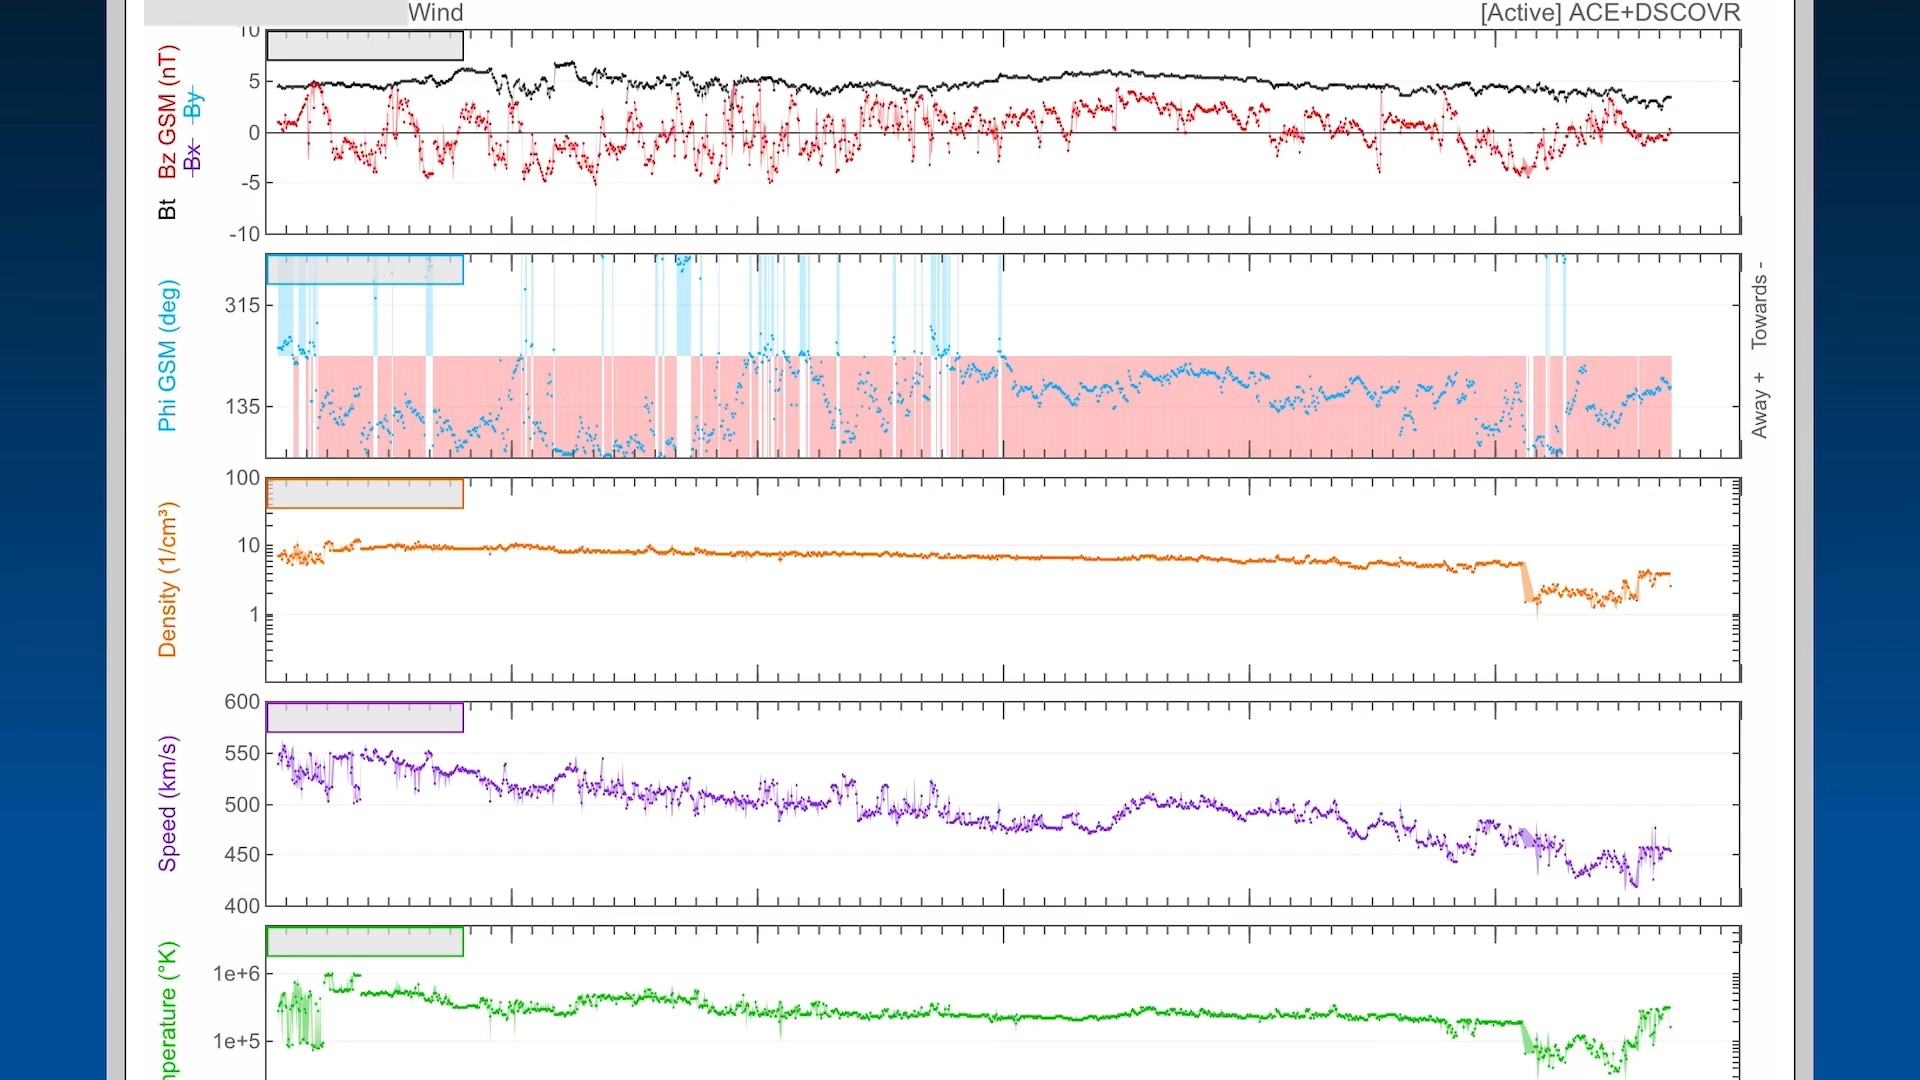 Wind
[Active] ACE+DSCOVR
Bt Bz GSM (nT)
Bx By
10
5
0
-5
-10
Phi GSM (deg)
315
135
Away + Towards -
Density (1/cm³)
100
10
1
Speed (km/s)
600
550
500
450
400
mperature (°K)
1e+6
1e+5